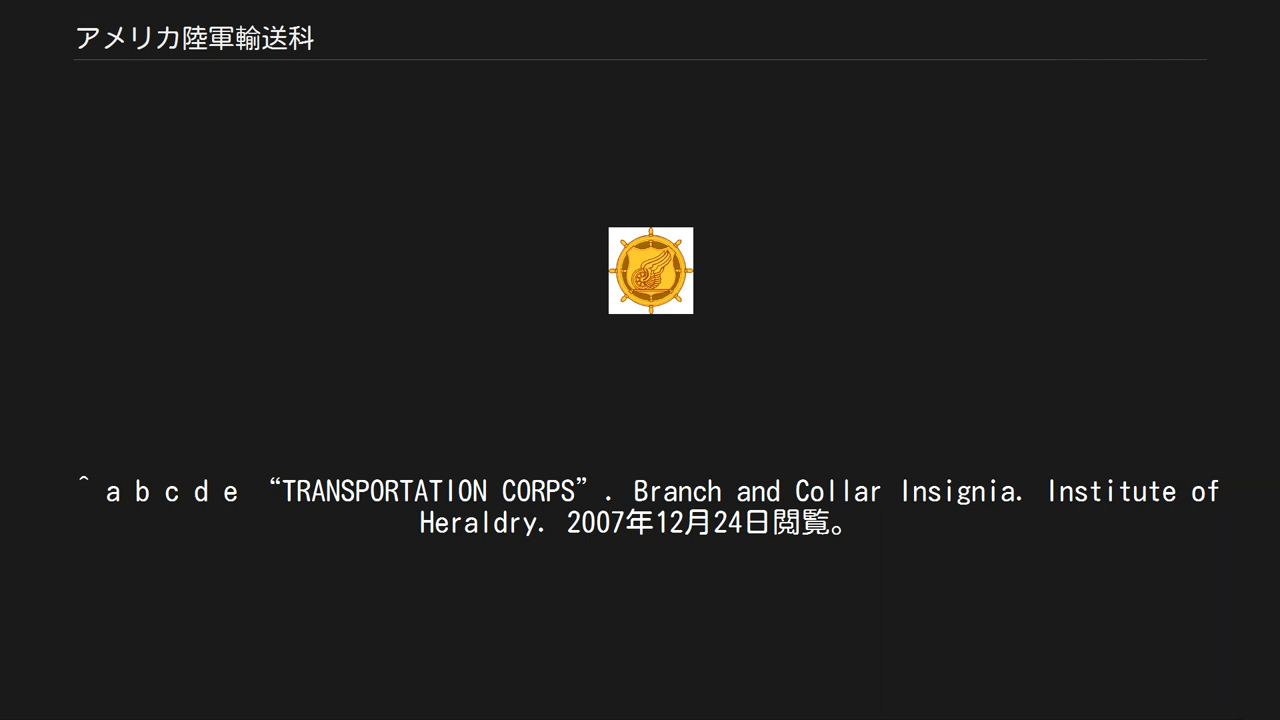 アメリカ陸軍輸送科
^ a b c d e “TRANSPORTATION CORPS”. Branch and Collar Insignia. Institute of
Heraldry. 2007年12月24日閲覧。